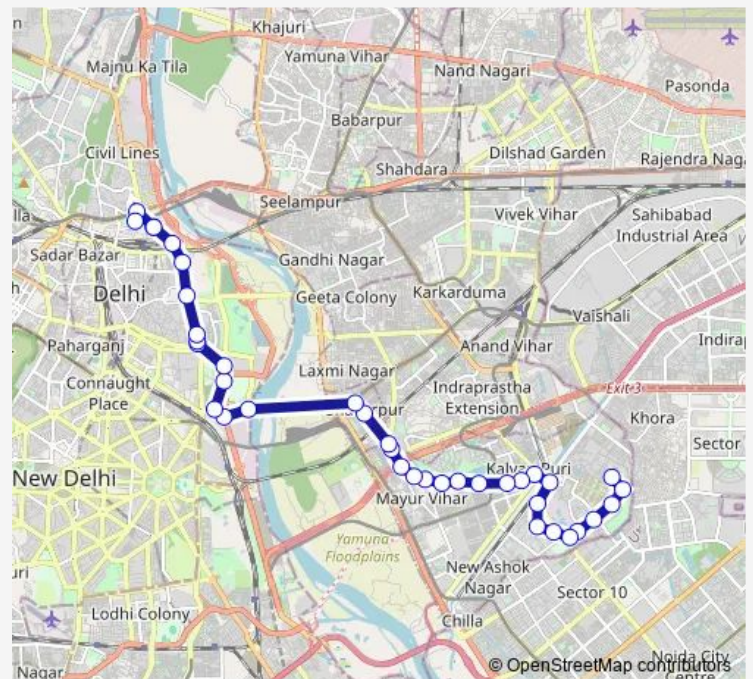 Khajuri
Majnu Ka Tila
Yamuna Vihar
Nand Nagari
Pasonda
Babarpur
Civil Lines
Shahdara
Dilshad Garden
Rajendra Nag
Seelampur
Vivek Vihar
Sahibabad
Industrial Area
Sadar Bazar
Gandhi Nagar
Delhi
Geeta Colony
Karkarduma
Vaishali
Paharganj
Anand Vihar
Indira
Laxmi Nagar
Connaught
Place
Indraprastha
Extension
Exit 3
Khora
Sector
New Delhi
Mayur Vihar
Yamuna
Floodplains
New Ashok
Nagar
Sector 10
Lodhi Colony
Chilla
Noida City
Centre
Nagar
© OpenStreetMap contributors